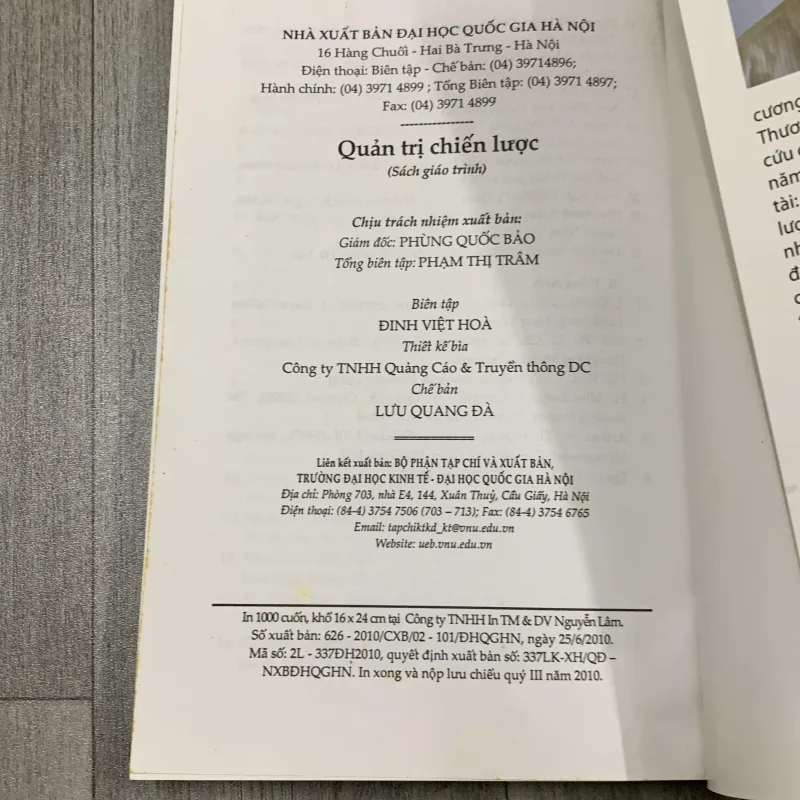 NHÀ XUẤT BẢN ĐẠI HỌC QUỐC GIA HÀ NỘI
16 Hàng Chuối - Hai Bà Trưng - Hà Nội
Điện thoại: Biên tập - Chế bản: (04) 39714896;
Hành chính: (04) 3971 4899 ; Tổng Biên tập: (04) 3971 4897;
Fax: (04) 3971 4899
----------------
Quản trị chiến lược
(Sách giáo trình)
Chịu trách nhiệm xuất bản:
Giám đốc: PHÙNG QUỐC BẢO
Tổng biên tập: PHẠM THỊ TRÂM
Biên tập
ĐINH VIỆT HOÀ
Thiết kế bìa
Công ty TNHH Quảng Cáo & Truyền thông DC
Chế bản
LƯU QUANG ĐÀ
============
Liên kết xuất bản: BỘ PHẬN TẠP CHÍ VÀ XUẤT BẢN,
TRƯỜNG ĐẠI HỌC KINH TẾ - ĐẠI HỌC QUỐC GIA HÀ NỘI
Địa chỉ: Phòng 703, nhà E4, 144, Xuân Thuỷ, Cầu Giấy, Hà Nội
Điện thoại: (84-4) 3754 7506 (703 – 713); Fax: (84-4) 3754 6765
Email: tapchiktkd_kt@vnu.edu.vn
Website: ueb.vnu.edu.vn
In 1000 cuốn, khổ 16 x 24 cm tại Công ty TNHH In TM & DV Nguyễn Lâm.
Số xuất bản: 626 - 2010/CXB/02 - 101/ĐHQGHN, ngày 25/6/2010.
Mã số: 2L - 337ĐH2010, quyết định xuất bản số: 337LK-XH/QĐ –
NXBĐHQGHN. In xong và nộp lưu chiểu quý III năm 2010.
cương
Thươ
cứu
năm
tài:
lượ
nh
đ